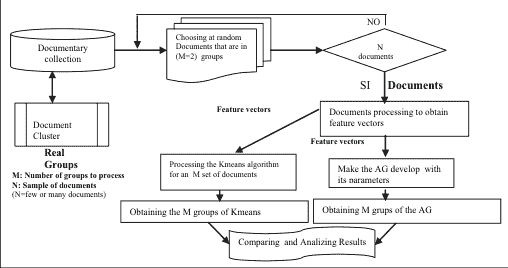 NO
Documentary
collection
Choosing at random
Documents that are in
(M=2) groups
N
documents
SI Documents
Document
Cluster
Real
Groups
M: Number of groups to process
N: Sample of documents
(N=few or many documents)
Feature vectors
Documents processing to obtain
feature vectors
Feature vectors
Processing the Kmeans algorithm
for an M set of documents
Make the AG develop with
its parameters
Obtaining the M groups of Kmeans
Obtaining M grups of the AG
Comparing and Analizing Results